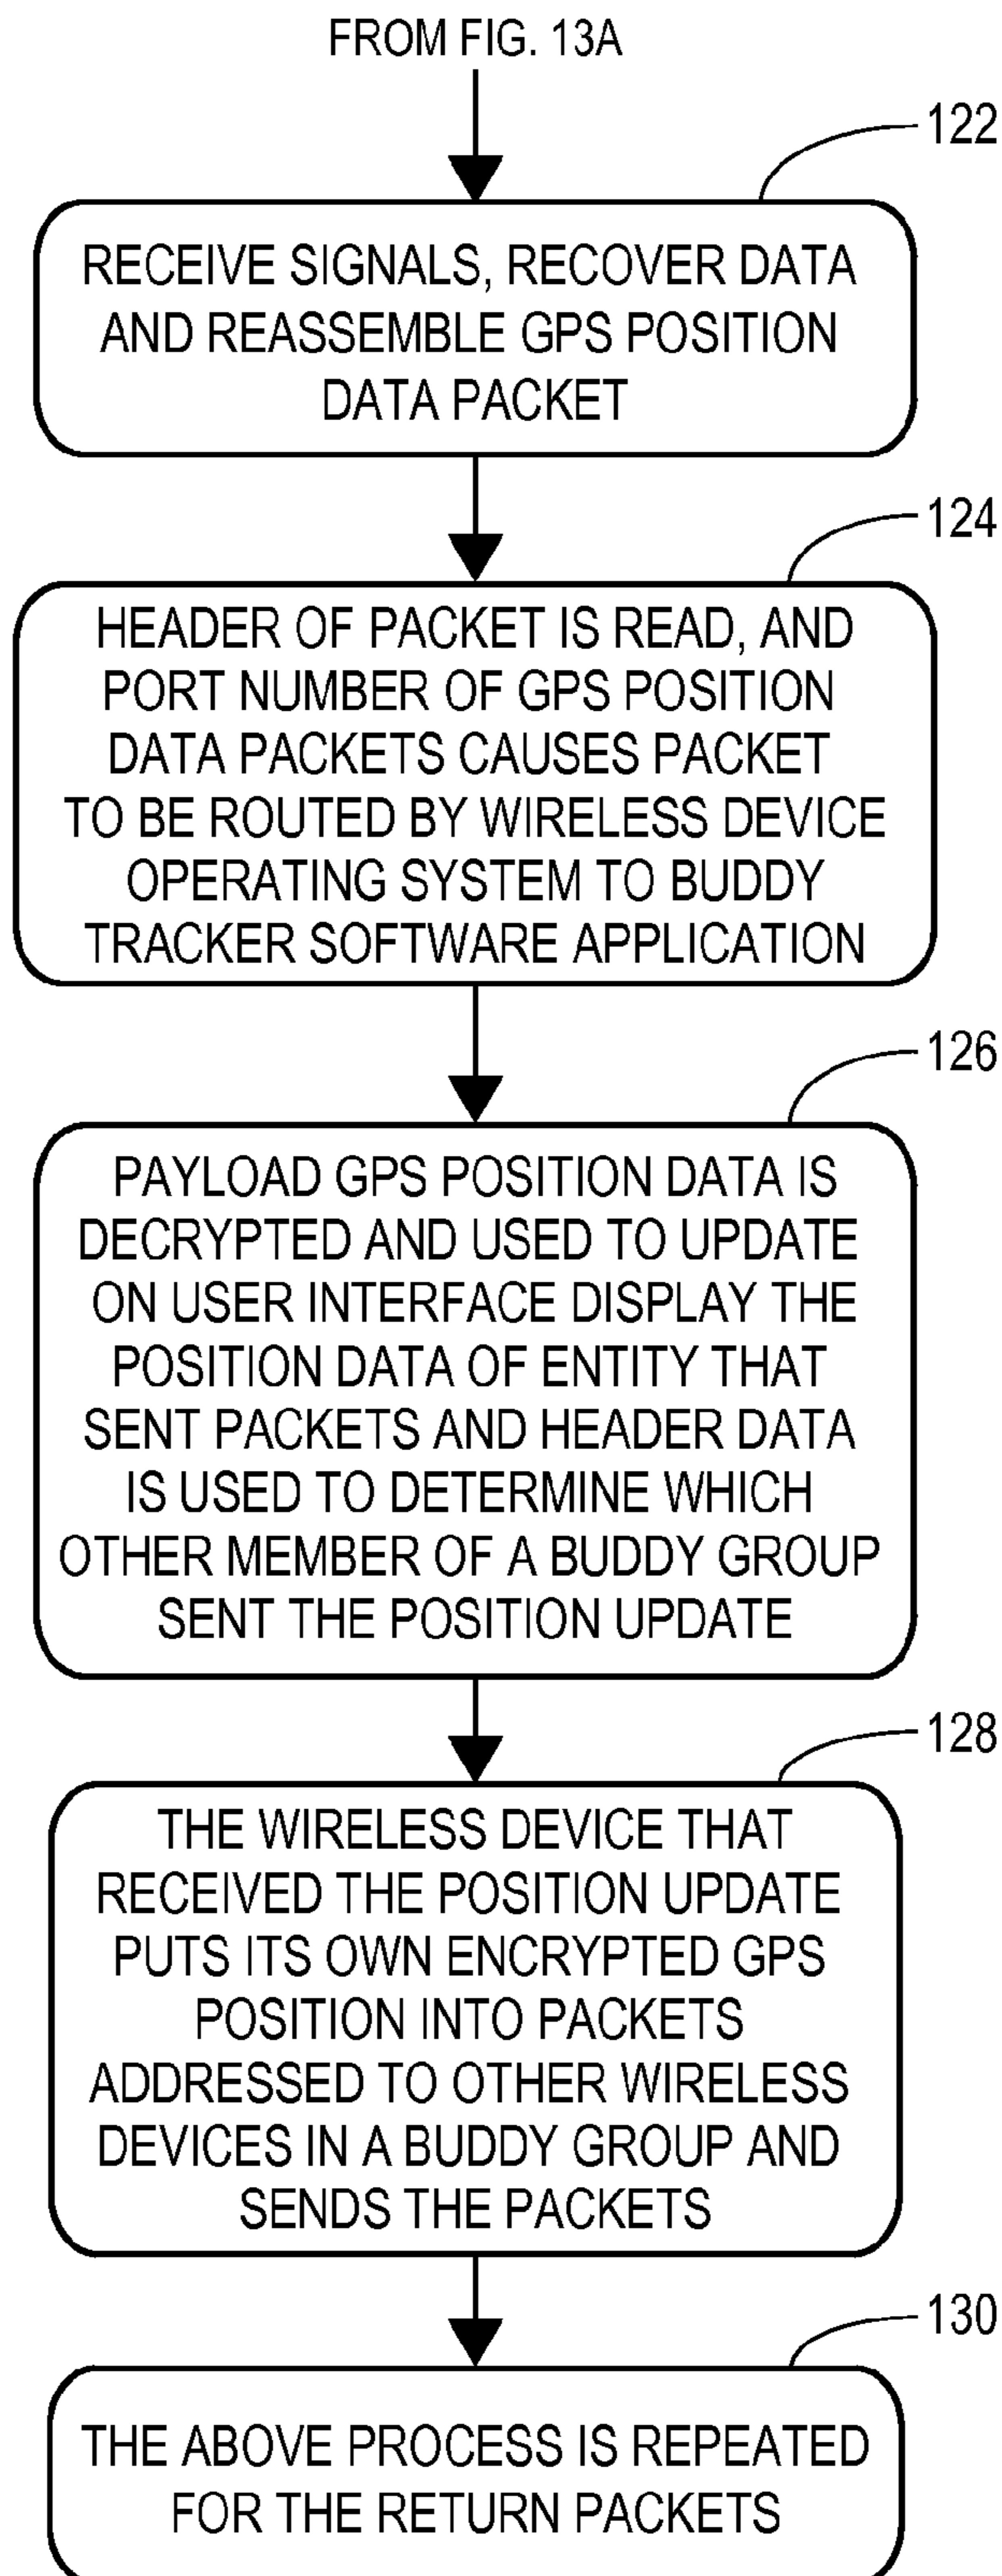 FROM FIG. 13A
122
RECEIVE SIGNALS, RECOVER DATA
AND REASSEMBLE GPS POSITION
DATA PACKET
124
HEADER OF PACKET IS READ, AND
PORT NUMBER OF GPS POSITION
DATA PACKETS CAUSES PACKET
TO BE ROUTED BY WIRELESS DEVICE
OPERATING SYSTEM TO BUDDY
TRACKER SOFTWARE APPLICATION
126
PAYLOAD GPS POSITION DATA IS
DECRYPTED AND USED TO UPDATE
ON USER INTERFACE DISPLAY THE
POSITION DATA OF ENTITY THAT
SENT PACKETS AND HEADER DATA
IS USED TO DETERMINE WHICH
OTHER MEMBER OF A BUDDY GROUP
SENT THE POSITION UPDATE
128
THE WIRELESS DEVICE THAT
RECEIVED THE POSITION UPDATE
PUTS ITS OWN ENCRYPTED GPS
POSITION INTO PACKETS
ADDRESSED TO OTHER WIRELESS
DEVICES IN A BUDDY GROUP AND
SENDS THE PACKETS
130
THE ABOVE PROCESS IS REPEATED
FOR THE RETURN PACKETS